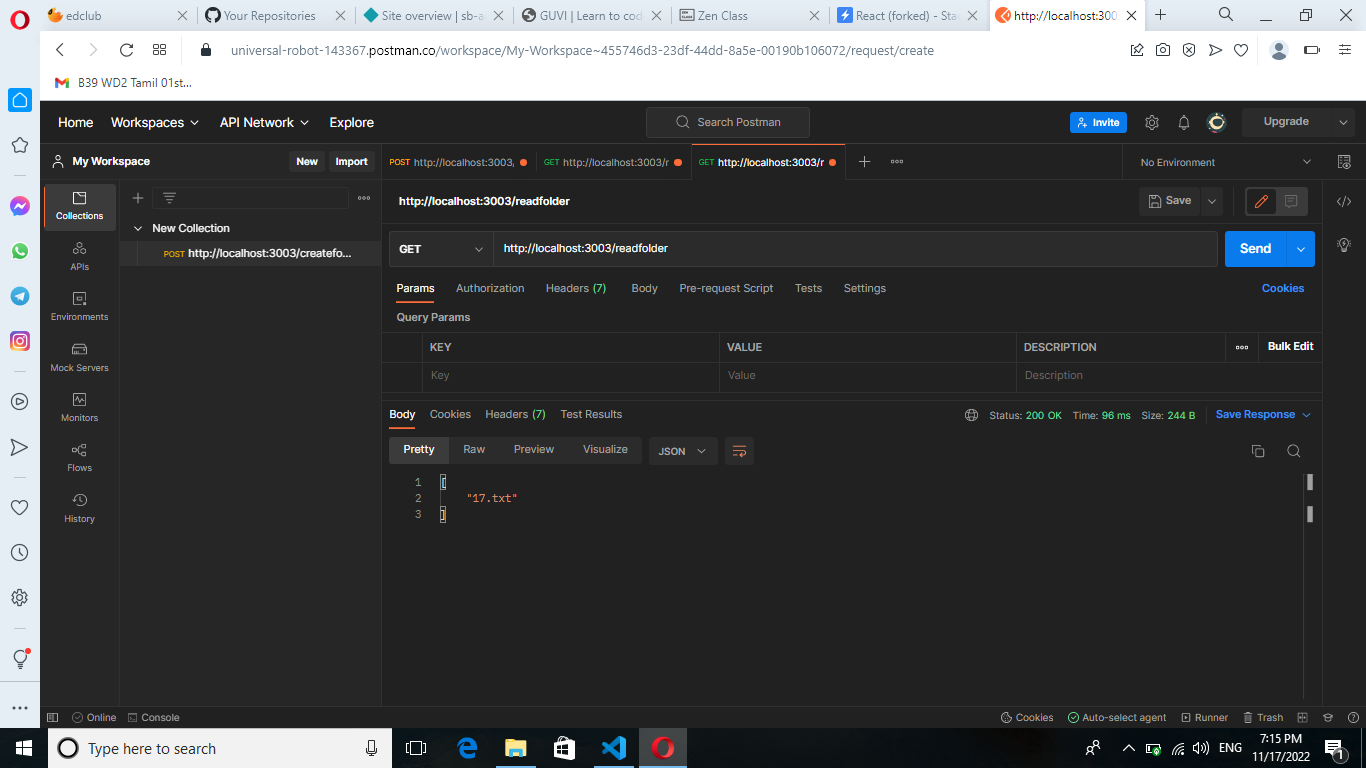 edclub
Your Repositories
Site overview | sb-a
GUVI | Learn to cod
Zen Class
React (forked) - Stac
http://localhost:300
universal-robot-143367.postman.co/workspace/My-Workspace~455746d3-23df-44dd-8a5e-00190b106072/request/create
B39 WD2 Tamil 01st...
Home
Workspaces
API Network
Explore
Search Postman
Invite
Upgrade
My Workspace
New
Import
POST http://localhost:3003,
GET http://localhost:3003/r
GET http://localhost:3003/r
No Environment
Collections
APIs
Environments
Mock Servers
Monitors
Flows
History
New Collection
POST http://localhost:3003/createfo...
http://localhost:3003/readfolder
Save
GET
http://localhost:3003/readfolder
Send
Params
Authorization
Headers (7)
Body
Pre-request Script
Tests
Settings
Cookies
Query Params
KEY
VALUE
DESCRIPTION
Bulk Edit
Key
Value
Description
Body
Cookies
Headers (7)
Test Results
Status: 200 OK
Time: 96 ms
Size: 244 B
Save Response
Pretty
Raw
Preview
Visualize
JSON
1 [
2 "17.txt"
3 ]
Online
Console
Cookies
Auto-select agent
Runner
Trash
Type here to search
ENG
7:15 PM
11/17/2022
1